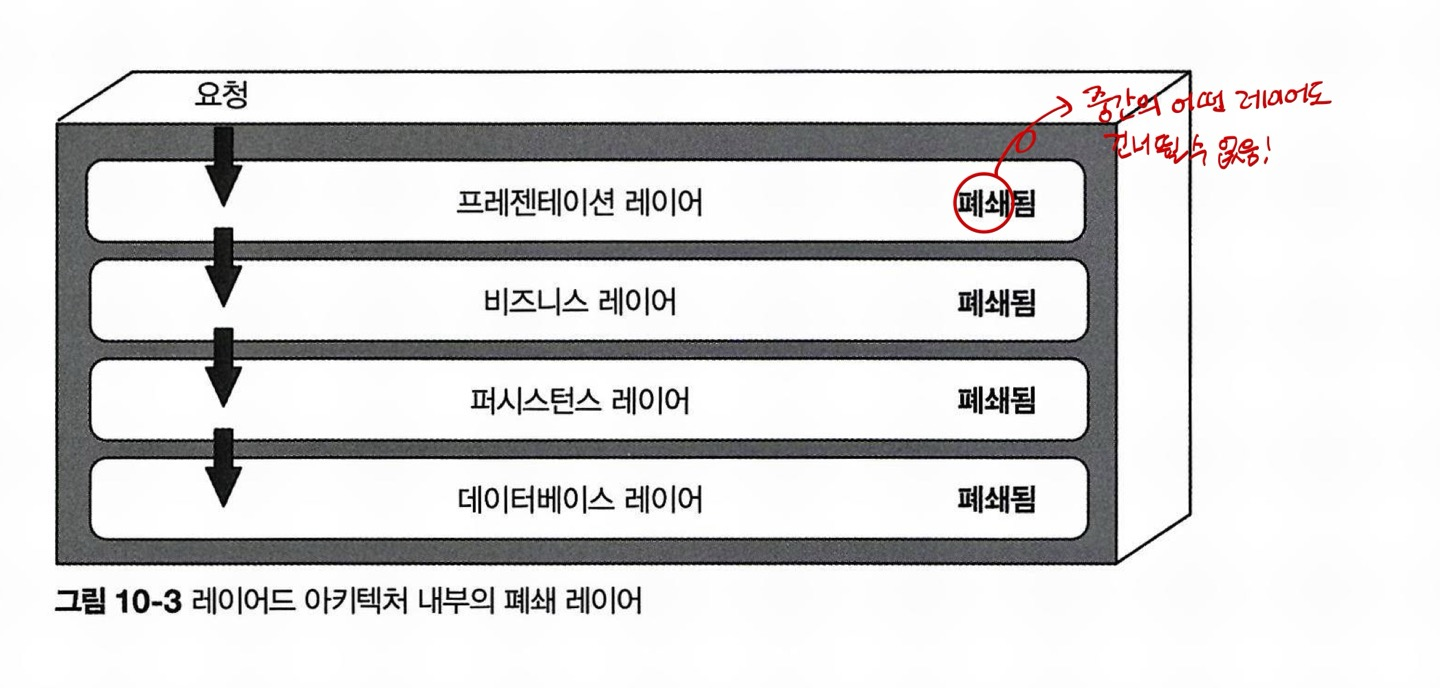 요청
중간의 어떤 레이어도
건너뛸 수 없음!
프레젠테이션 레이어 폐쇄됨
비즈니스 레이어 폐쇄됨
퍼시스턴스 레이어 폐쇄됨
데이터베이스 레이어 폐쇄됨
그림 10-3 레이어드 아키텍처 내부의 폐쇄 레이어